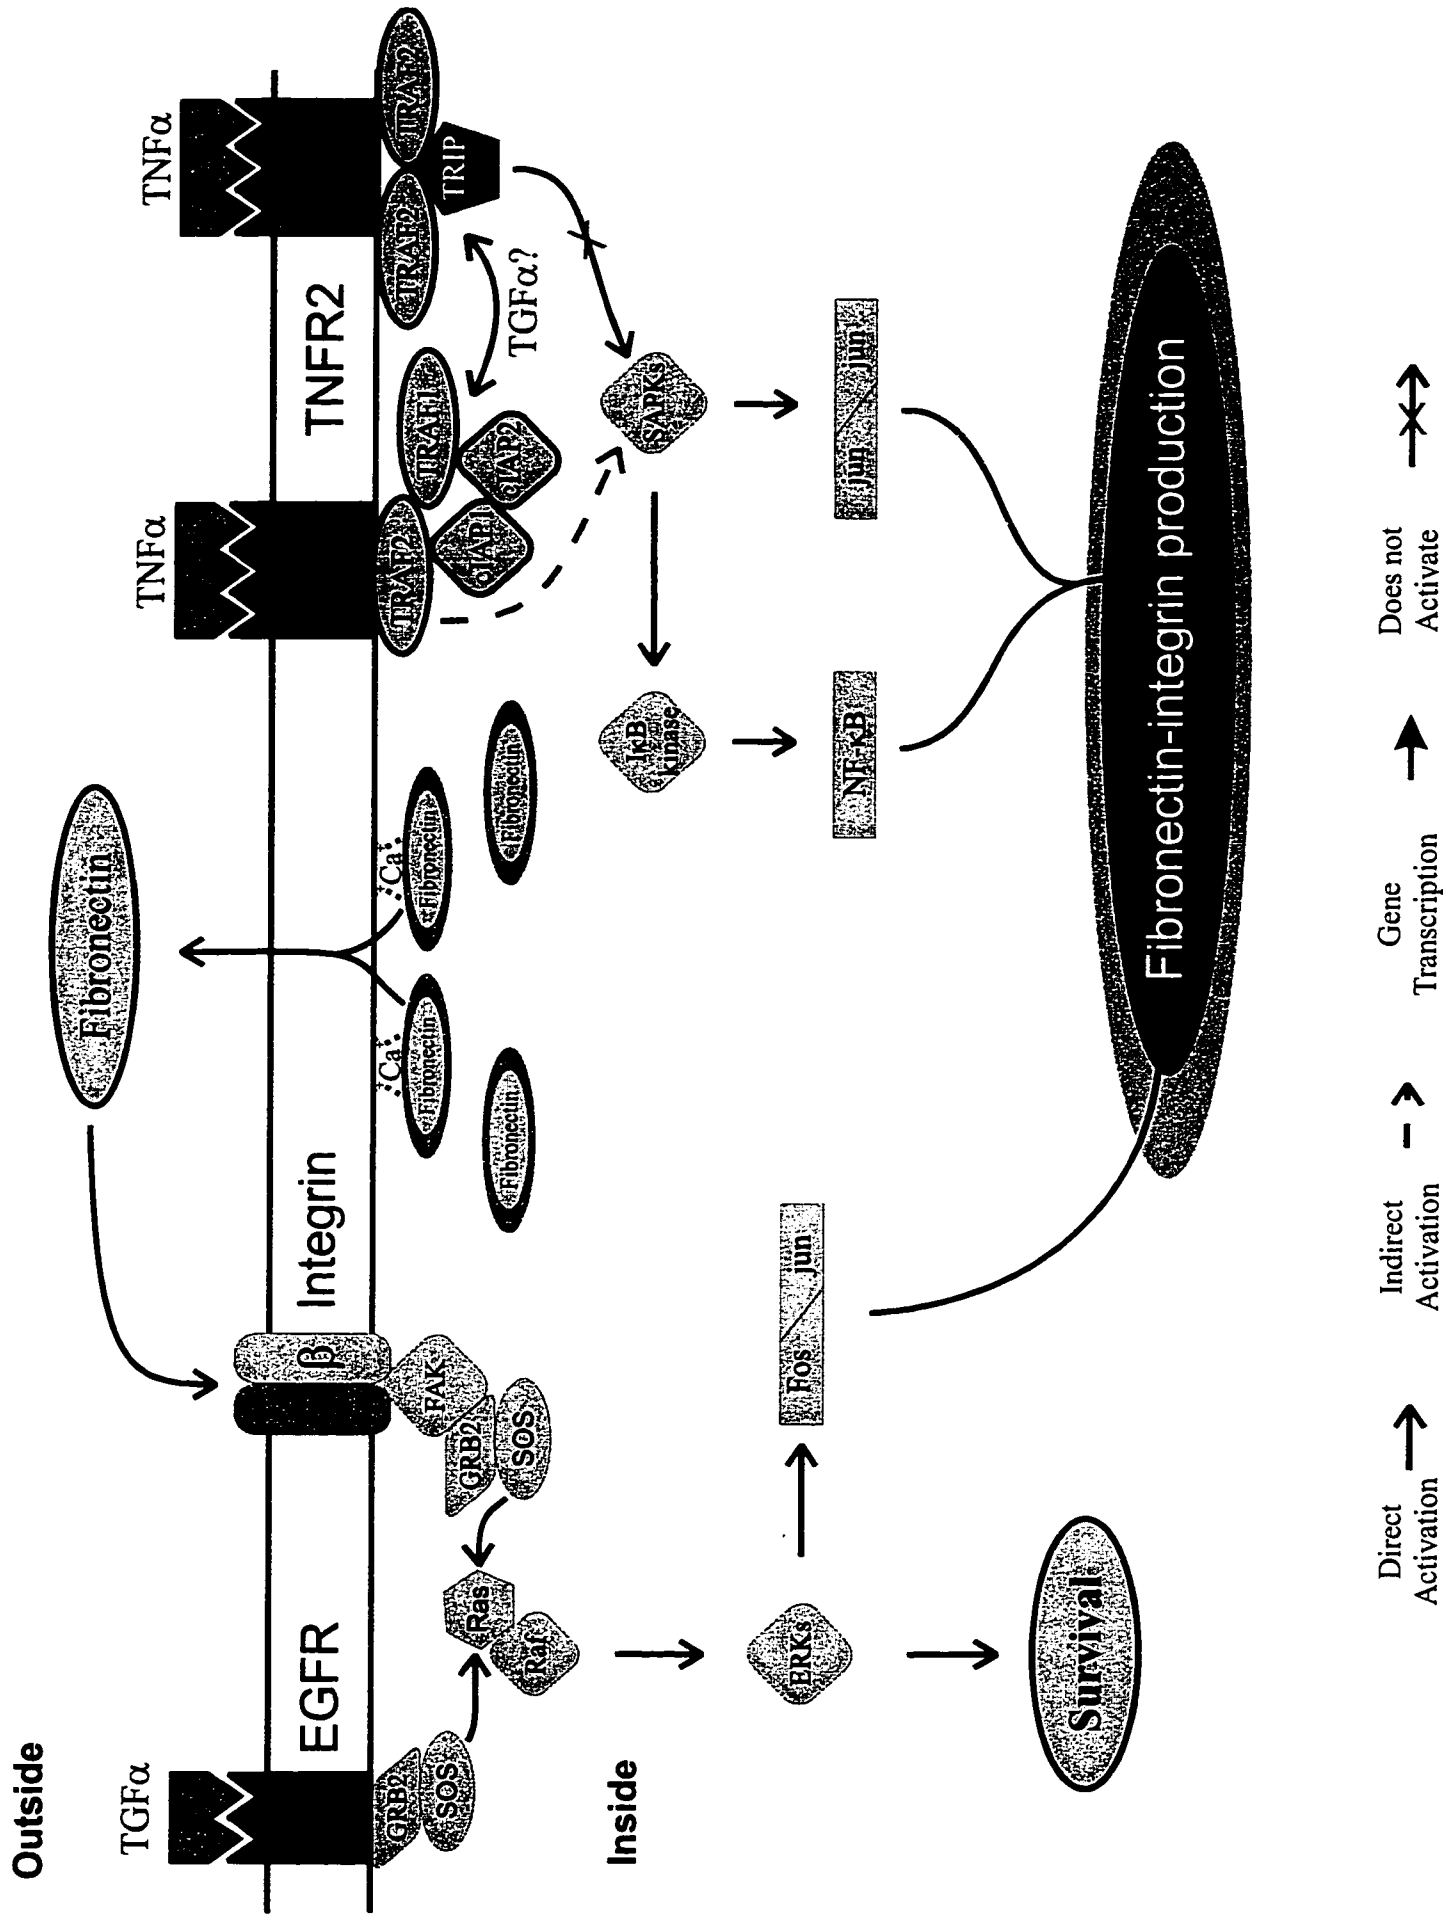 Outside
TGFα
EGFR
GRB2
SOS
Inside
Ras
Raf
ERKs
Survival
Fibronectin
Integrin
β
FAK
GRB2
SOS
Fos
jun
+Ca+
+Ca+
Fibronectin
Fibronectin
Fibronectin
Fibronectin
TNFα
TNFα
TNFR2
TRAF2
TRAF1
cIAP1
cIAP2
TRAF2
TRAF2
TRIP
TGFα?
SAPKs
IκB
kinase
NF-κB
jun
jun
Fibronectin-integrin production
Direct
Activation
Indirect
Activation
Gene
Transcription
Does not
Activate